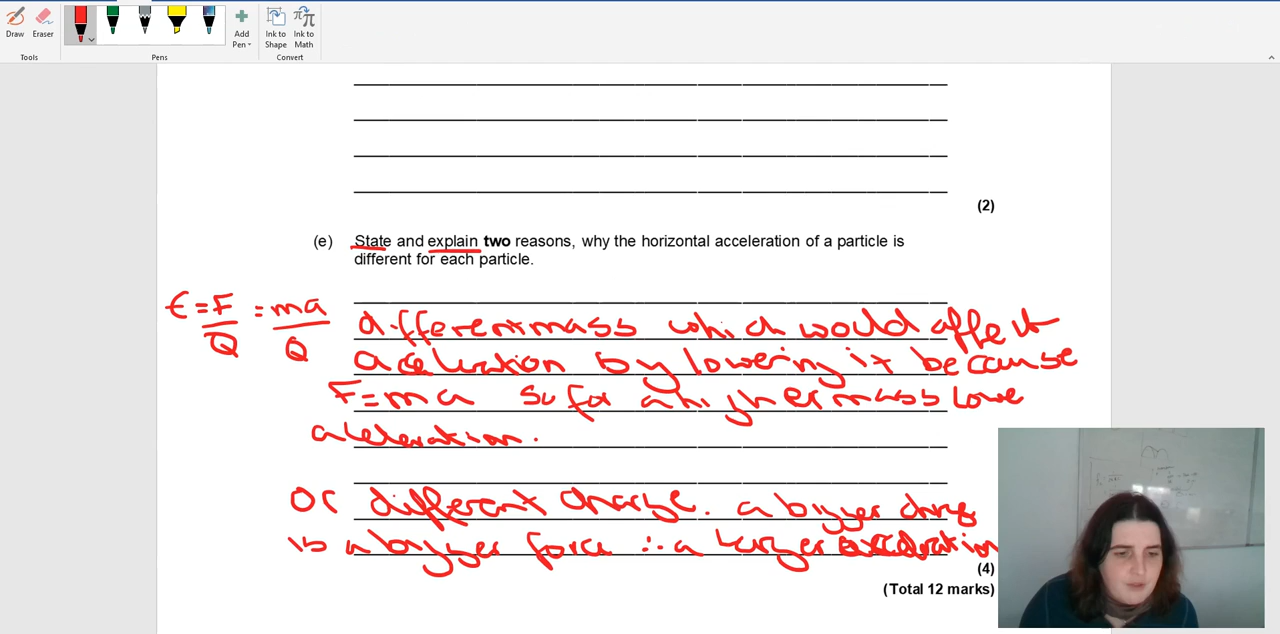 Draw
Eraser
Add
Pen
Ink to
Shape
Ink to
Math
Tools
Pens
Convert
(2)
(e) State and explain two reasons, why the horizontal acceleration of a particle is
different for each particle.
E = F/Q = ma/Q
different mass which would affect
acceleration by lowering it because
F = ma so for a higher mass lower
acceleration.
Or different charge. a bigger charge
is a bigger force ∴ a larger acceleration
(4)
(Total 12 marks)